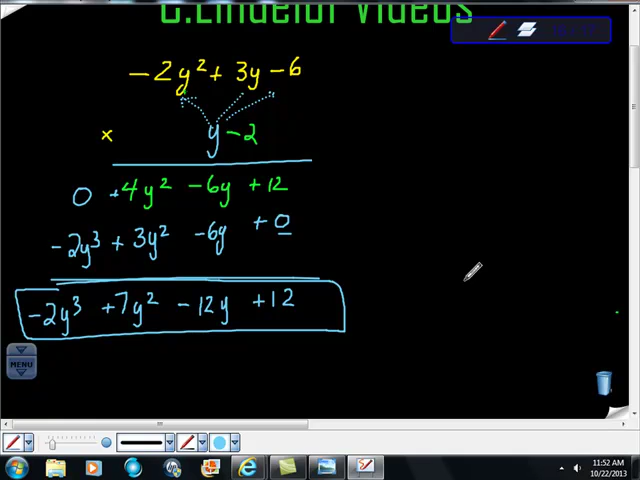 C.Lindelof Videos
-2y² + 3y - 6
× y - 2
0 +4y² - 6y + 12
-2y³ + 3y² - 6y + 0
-2y³ + 7y² - 12y + 12
MENU
11:52 AM
10/22/2013